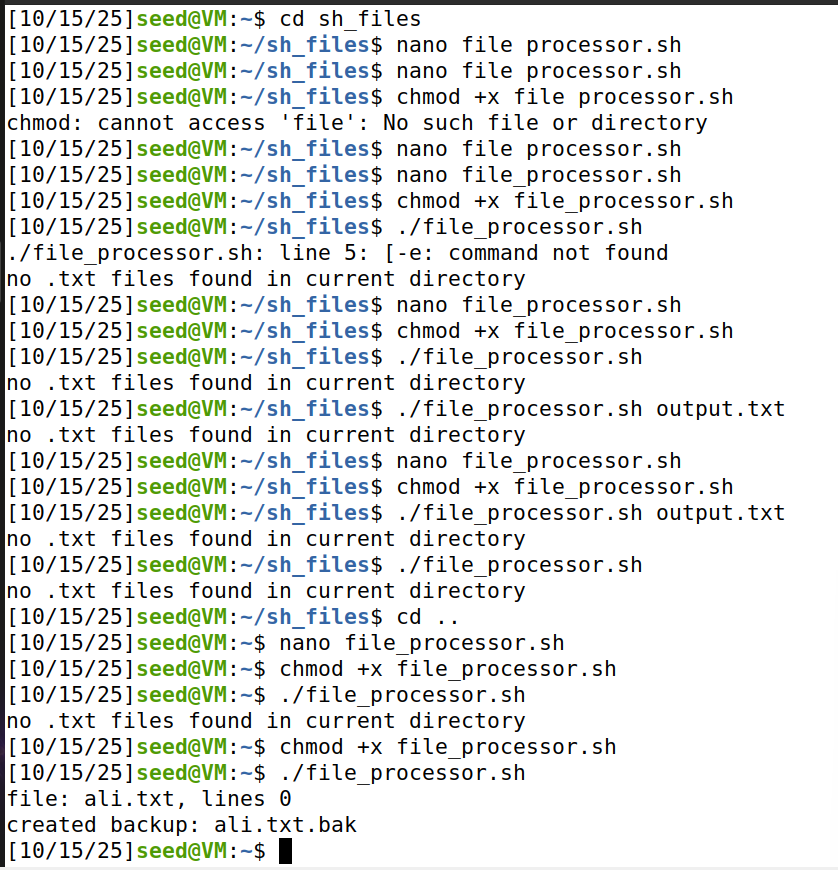 [10/15/25]seed@VM:~$ cd sh_files
[10/15/25]seed@VM:~/sh_files$ nano file processor.sh
[10/15/25]seed@VM:~/sh_files$ nano file processor.sh
[10/15/25]seed@VM:~/sh_files$ chmod +x file processor.sh
chmod: cannot access 'file': No such file or directory
[10/15/25]seed@VM:~/sh_files$ nano file processor.sh
[10/15/25]seed@VM:~/sh_files$ nano file_processor.sh
[10/15/25]seed@VM:~/sh_files$ chmod +x file_processor.sh
[10/15/25]seed@VM:~/sh_files$ ./file_processor.sh
./file_processor.sh: line 5: [-e: command not found
no .txt files found in current directory
[10/15/25]seed@VM:~/sh_files$ nano file_processor.sh
[10/15/25]seed@VM:~/sh_files$ chmod +x file_processor.sh
[10/15/25]seed@VM:~/sh_files$ ./file_processor.sh
no .txt files found in current directory
[10/15/25]seed@VM:~/sh_files$ ./file_processor.sh output.txt
no .txt files found in current directory
[10/15/25]seed@VM:~/sh_files$ nano file_processor.sh
[10/15/25]seed@VM:~/sh_files$ chmod +x file_processor.sh
[10/15/25]seed@VM:~/sh_files$ ./file_processor.sh output.txt
no .txt files found in current directory
[10/15/25]seed@VM:~/sh_files$ ./file_processor.sh
no .txt files found in current directory
[10/15/25]seed@VM:~/sh_files$ cd ..
[10/15/25]seed@VM:~$ nano file_processor.sh
[10/15/25]seed@VM:~$ chmod +x file_processor.sh
[10/15/25]seed@VM:~$ ./file_processor.sh
no .txt files found in current directory
[10/15/25]seed@VM:~$ chmod +x file_processor.sh
[10/15/25]seed@VM:~$ ./file_processor.sh
file: ali.txt, lines 0
created backup: ali.txt.bak
[10/15/25]seed@VM:~$